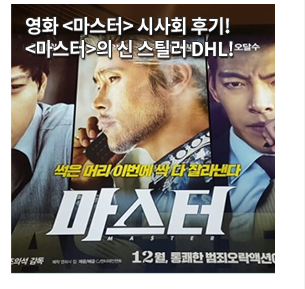 영화 <마스터> 시사회 후기!
<마스터>의 신 스틸러 DHL!
오달수
썩은 머리 이번에 싹 다 잘라낸다
마스터
MASTER
조의석 감독
12월, 통쾌한 범죄오락액션이